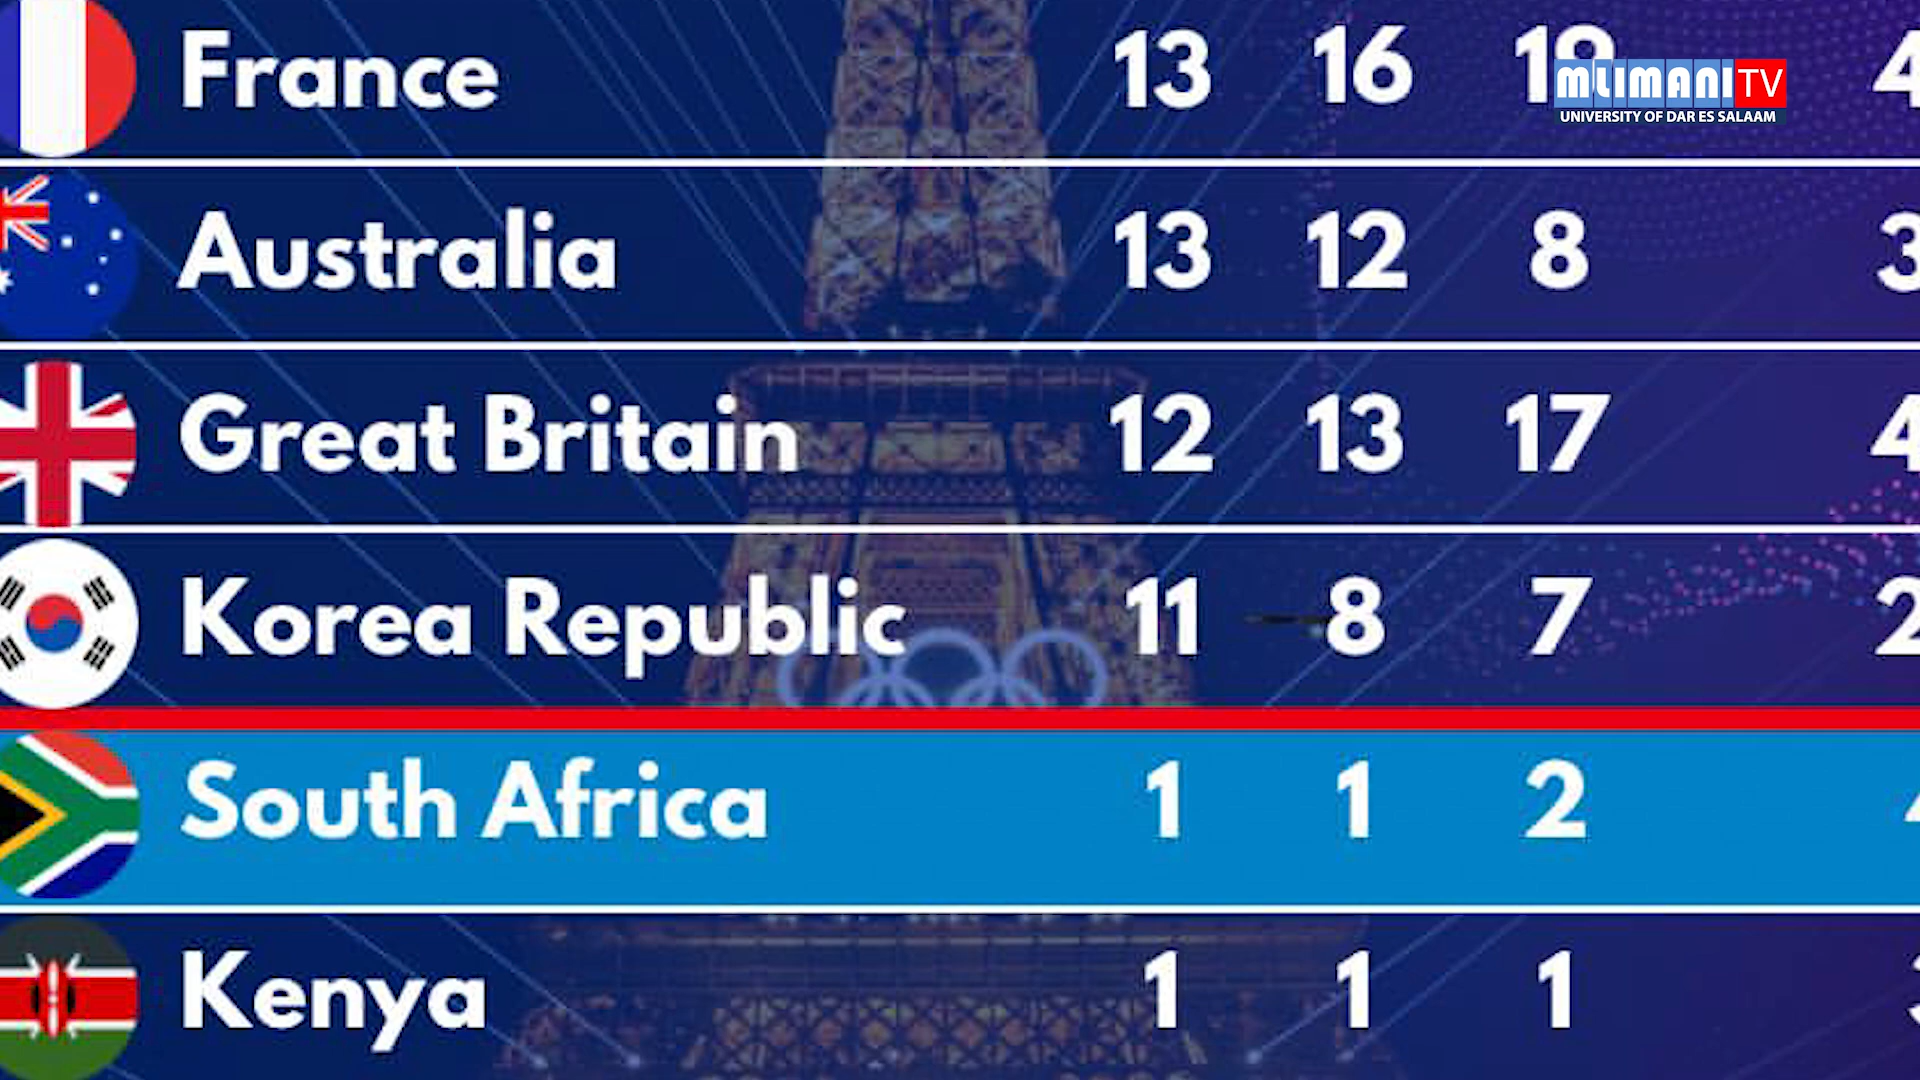 France 13 16
MLIMANI TV
UNIVERSITY OF DAR ES SALAAM
Australia 13 12 8
Great Britain 12 13 17
Korea Republic 11 8 7
South Africa 1 1 2
Kenya 1 1 1